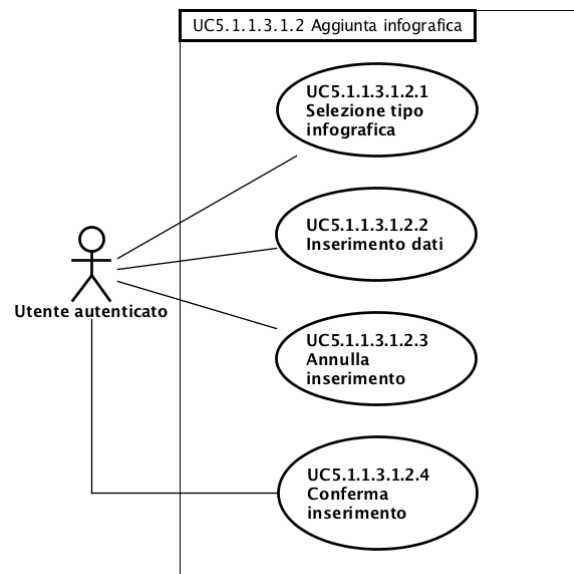 UC5.1.1.3.1.2 Aggiunta infografica
UC5.1.1.3.1.2.1
Selezione tipo
infografica
UC5.1.1.3.1.2.2
Inserimento dati
Utente autenticato
UC5.1.1.3.1.2.3
Annulla
inserimento
UC5.1.1.3.1.2.4
Conferma
inserimento